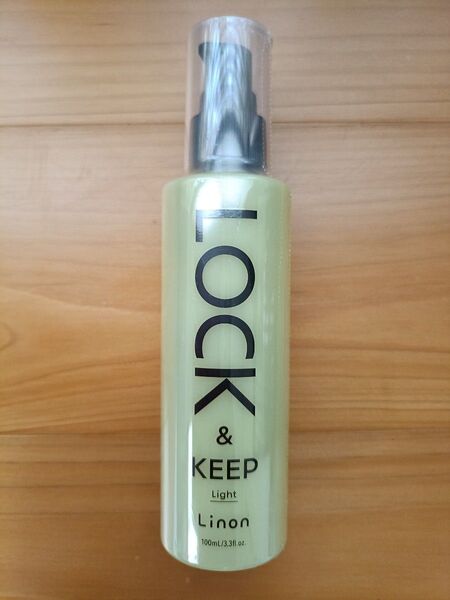 LOCK
&
KEEP
Light
Linon
100mL/3.3fl.oz.